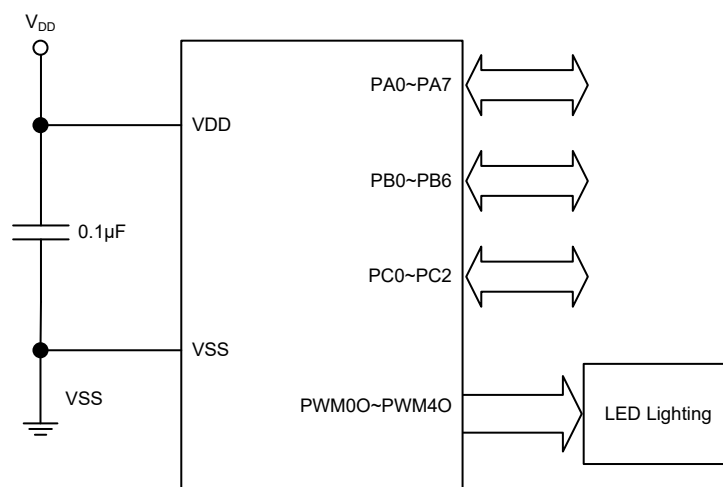 VDD
PA0~PA7
VDD
PB0~PB6
0.1µF
PC0~PC2
VSS
VSS
PWM0O~PWM4O
LED Lighting